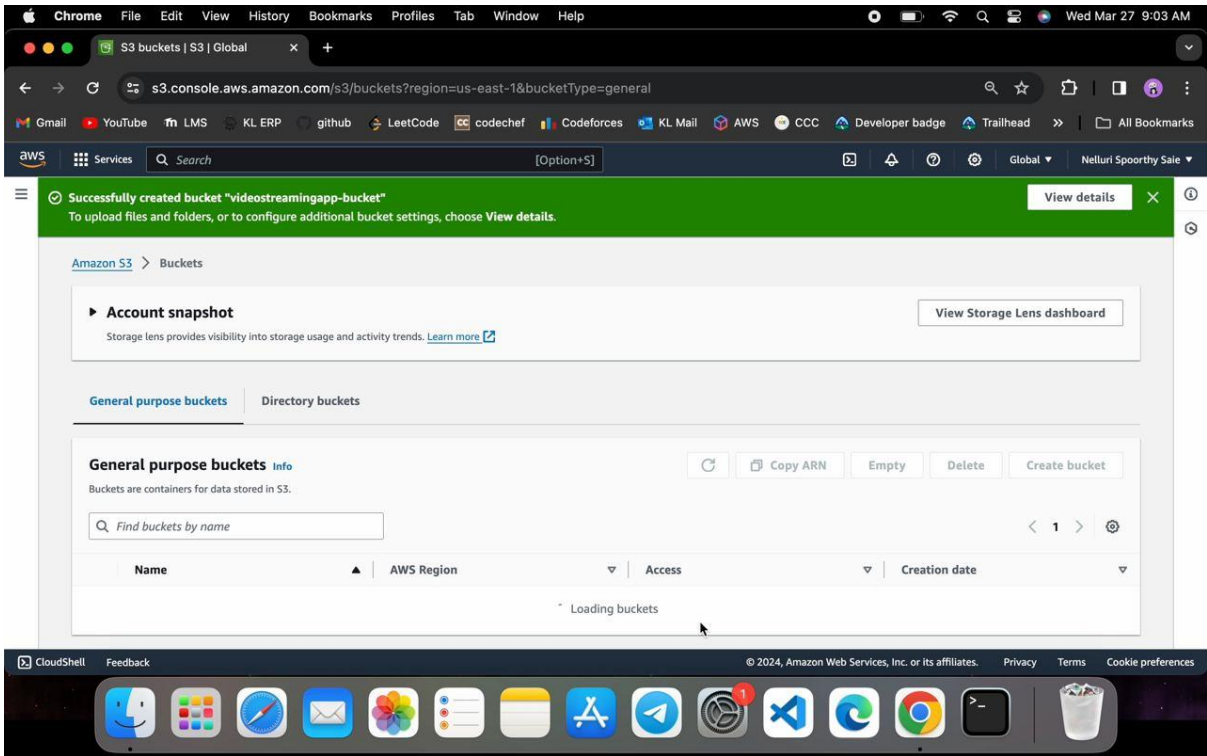 Chrome File Edit View History Bookmarks Profiles Tab Window Help Wed Mar 27 9:03 AM
S3 buckets | S3 | Global
s3.console.aws.amazon.com/s3/buckets?region=us-east-1&bucketType=general
Gmail YouTube LMS KL ERP github LeetCode CC codechef Codeforces KL Mail AWS CCC Developer badge Trailhead » All Bookmarks
aws Services Search [Option+S] Global Nelluri Spoorthy Saie
Successfully created bucket "videostreamingapp-bucket" View details
To upload files and folders, or to configure additional bucket settings, choose View details.
Amazon S3 > Buckets
Account snapshot View Storage Lens dashboard
Storage lens provides visibility into storage usage and activity trends. Learn more
General purpose buckets Directory buckets
General purpose buckets Info Copy ARN Empty Delete Create bucket
Buckets are containers for data stored in S3.
Find buckets by name < 1 >
Name AWS Region Access Creation date
Loading buckets
CloudShell Feedback © 2024, Amazon Web Services, Inc. or its affiliates. Privacy Terms Cookie preferences
1